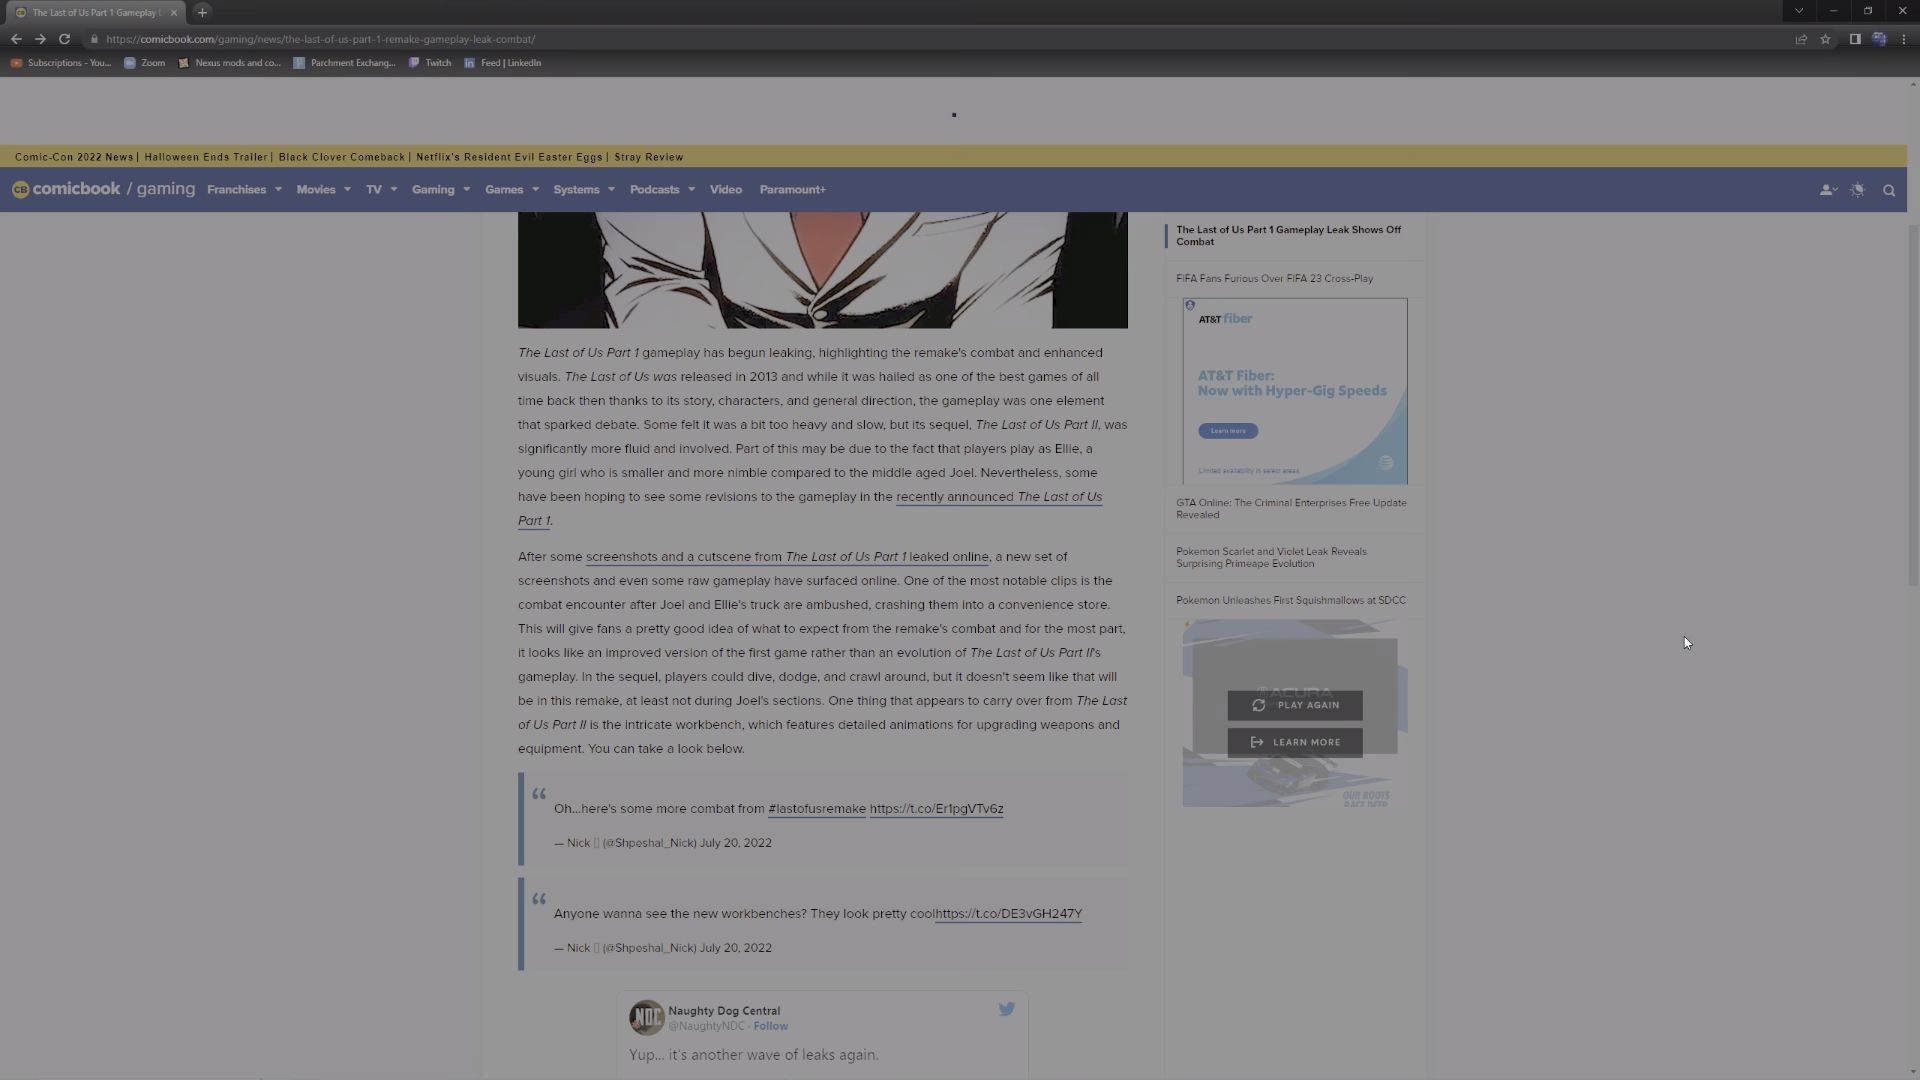 The Last of Us Part 1 Gameplay L
https://comicbook.com/gaming/news/the-last-of-us-part-1-remake-gameplay-leak-combat/
Subscriptions - You... Zoom Nexus mods and co... Parchment Exchang... Twitch Feed | LinkedIn
Comic-Con 2022 News | Halloween Ends Trailer | Black Clover Comeback | Netflix's Resident Evil Easter Eggs | Stray Review
CB comicbook / gaming Franchises Movies TV Gaming Games Systems Podcasts Video Paramount+
The Last of Us Part 1 gameplay has begun leaking, highlighting the remake's combat and enhanced
visuals. The Last of Us was released in 2013 and while it was hailed as one of the best games of all
time back then thanks to its story, characters, and general direction, the gameplay was one element
that sparked debate. Some felt it was a bit too heavy and slow, but its sequel, The Last of Us Part II, was
significantly more fluid and involved. Part of this may be due to the fact that players play as Ellie, a
young girl who is smaller and more nimble compared to the middle aged Joel. Nevertheless, some
have been hoping to see some revisions to the gameplay in the recently announced The Last of Us
Part 1.
After some screenshots and a cutscene from The Last of Us Part 1 leaked online, a new set of
screenshots and even some raw gameplay have surfaced online. One of the most notable clips is the
combat encounter after Joel and Ellie's truck are ambushed, crashing them into a convenience store.
This will give fans a pretty good idea of what to expect from the remake's combat and for the most part,
it looks like an improved version of the first game rather than an evolution of The Last of Us Part II's
gameplay. In the sequel, players could dive, dodge, and crawl around, but it doesn't seem like that will
be in this remake, at least not during Joel's sections. One thing that appears to carry over from The Last
of Us Part II is the intricate workbench, which features detailed animations for upgrading weapons and
equipment. You can take a look below.
“ Oh...here's some more combat from #lastofusremake https://t.co/Er1pgVTv6z
— Nick (@Shpeshal_Nick) July 20, 2022
“ Anyone wanna see the new workbenches? They look pretty coolhttps://t.co/DE3vGH247Y
— Nick (@Shpeshal_Nick) July 20, 2022
NDC
Naughty Dog Central
@NaughtyNDC · Follow
Yup... it's another wave of leaks again.
The Last of Us Part 1 Gameplay Leak Shows Off
Combat
FIFA Fans Furious Over FIFA 23 Cross-Play
AT&T fiber
AT&T Fiber:
Now with Hyper-Gig Speeds
Learn more
Limited availability in select areas.
GTA Online: The Criminal Enterprises Free Update
Revealed
Pokemon Scarlet and Violet Leak Reveals
Surprising Primeape Evolution
Pokemon Unleashes First Squishmallows at SDCC
ACURA
PLAY AGAIN
LEARN MORE
OUR ROOTS
RACE DEEP